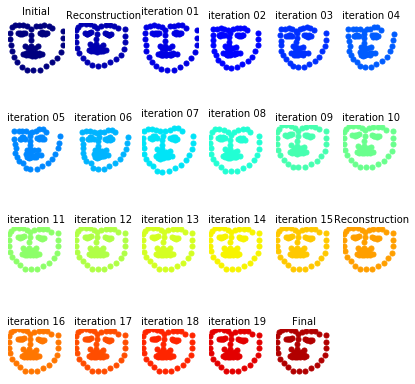 Initial
Reconstruction
iteration 01
iteration 02
iteration 03
iteration 04
iteration 05
iteration 06
iteration 07
iteration 08
iteration 09
iteration 10
iteration 11
iteration 12
iteration 13
iteration 14
iteration 15
Reconstruction
iteration 16
iteration 17
iteration 18
iteration 19
Final